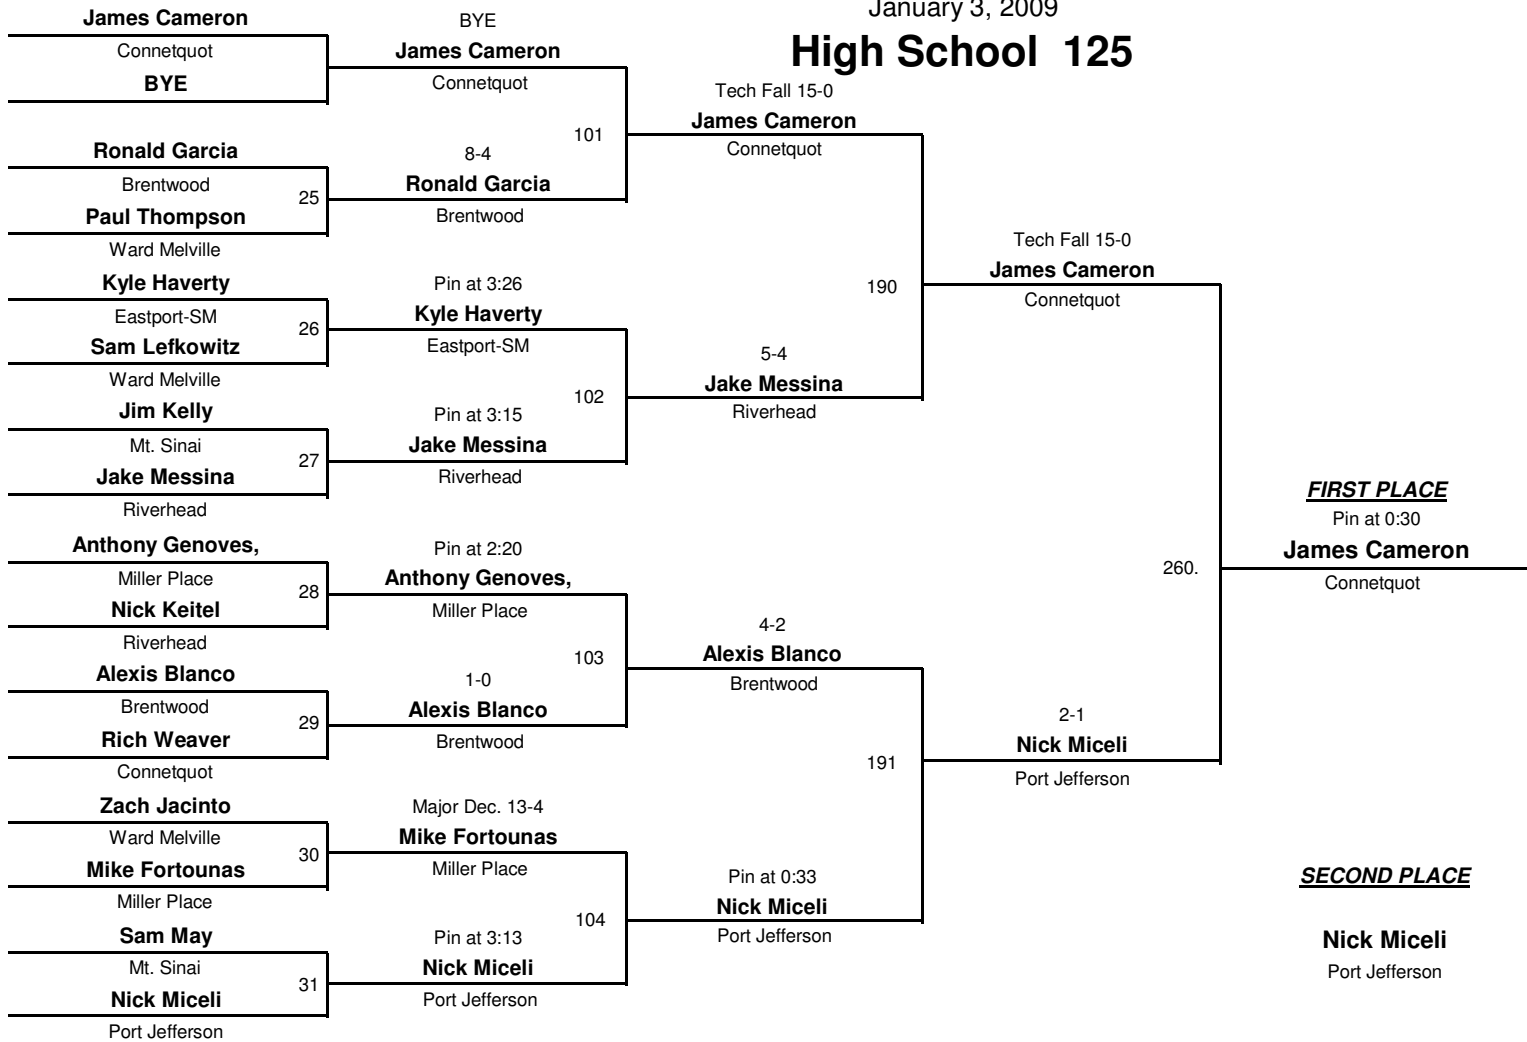 January 3, 2009
High School 125
James Cameron
Connetquot
BYE
Ronald Garcia
Brentwood
25
Paul Thompson
Ward Melville
Kyle Haverty
Eastport-SM
26
Sam Lefkowitz
Ward Melville
Jim Kelly
Mt. Sinai
27
Jake Messina
Riverhead
Anthony Genoves,
Miller Place
28
Nick Keitel
Riverhead
Alexis Blanco
Brentwood
29
Rich Weaver
Connetquot
Zach Jacinto
Ward Melville
30
Mike Fortounas
Miller Place
Sam May
Mt. Sinai
31
Nick Miceli
Port Jefferson
BYE
James Cameron
Connetquot
101
8-4
Ronald Garcia
Brentwood
Pin at 3:26
Kyle Haverty
Eastport-SM
102
Pin at 3:15
Jake Messina
Riverhead
Pin at 2:20
Anthony Genoves,
Miller Place
103
1-0
Alexis Blanco
Brentwood
Major Dec. 13-4
Mike Fortounas
Miller Place
104
Pin at 3:13
Nick Miceli
Port Jefferson
Tech Fall 15-0
James Cameron
Connetquot
190
5-4
Jake Messina
Riverhead
4-2
Alexis Blanco
Brentwood
191
Pin at 0:33
Nick Miceli
Port Jefferson
Tech Fall 15-0
James Cameron
Connetquot
260.
2-1
Nick Miceli
Port Jefferson
FIRST PLACE
Pin at 0:30
James Cameron
Connetquot
SECOND PLACE
Nick Miceli
Port Jefferson